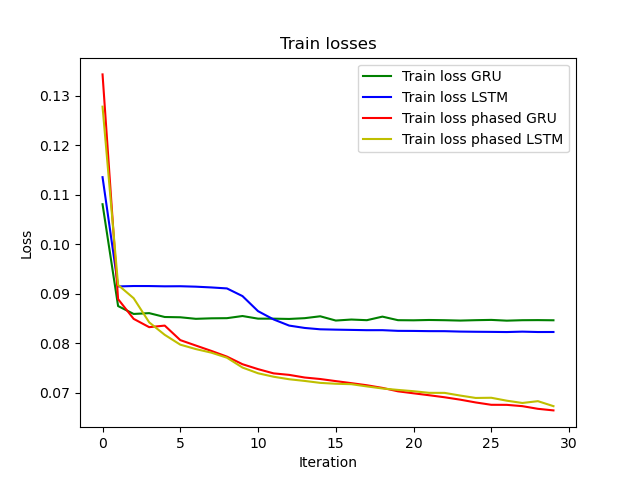 Train losses
Train loss GRU
Train loss LSTM
Train loss phased GRU
Train loss phased LSTM
0.13
0.12
0.11
0.10
0.09
0.08
0.07
Loss
0 5 10 15 20 25 30
Iteration